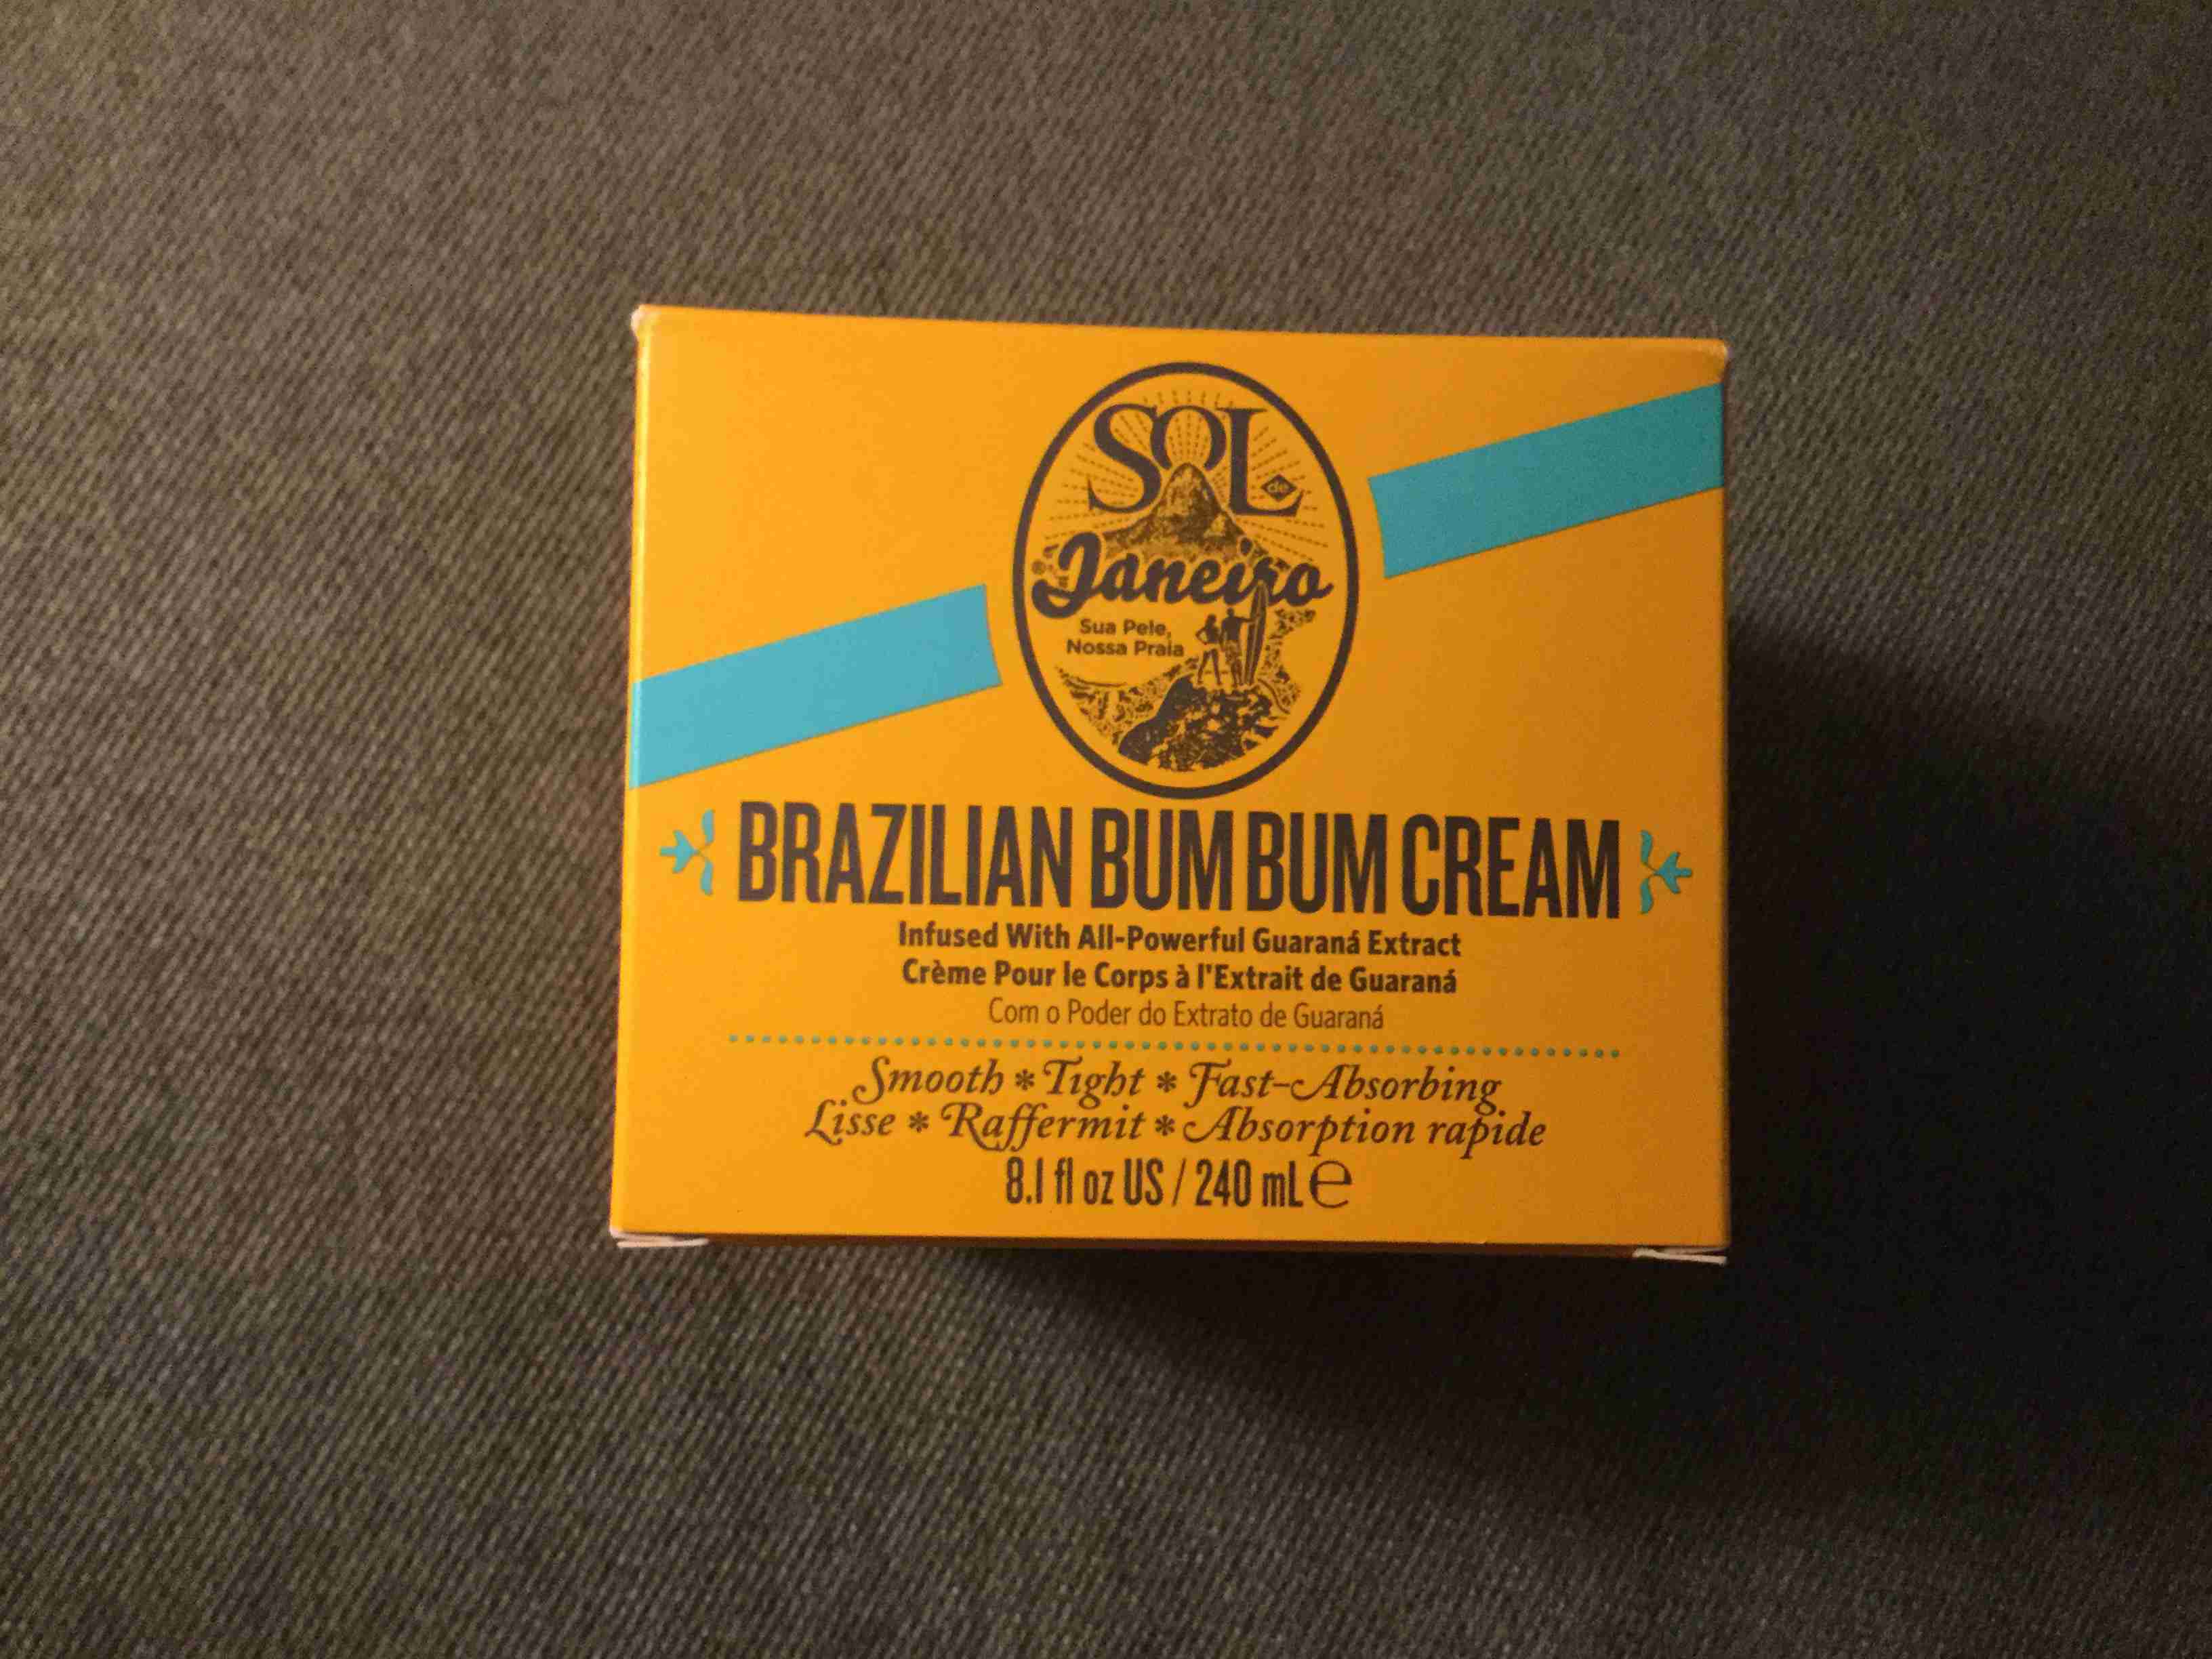 SOL de
Janeiro
Sua Pele,
Nossa Praia
BRAZILIAN BUM BUM CREAM
Infused With All-Powerful Guaraná Extract
Crème Pour le Corps à l'Extrait de Guaraná
Com o Poder do Extrato de Guaraná
Smooth * Tight * Fast-Absorbing
Lisse * Raffermit * Absorption rapide
8.1 fl oz US / 240 mL e